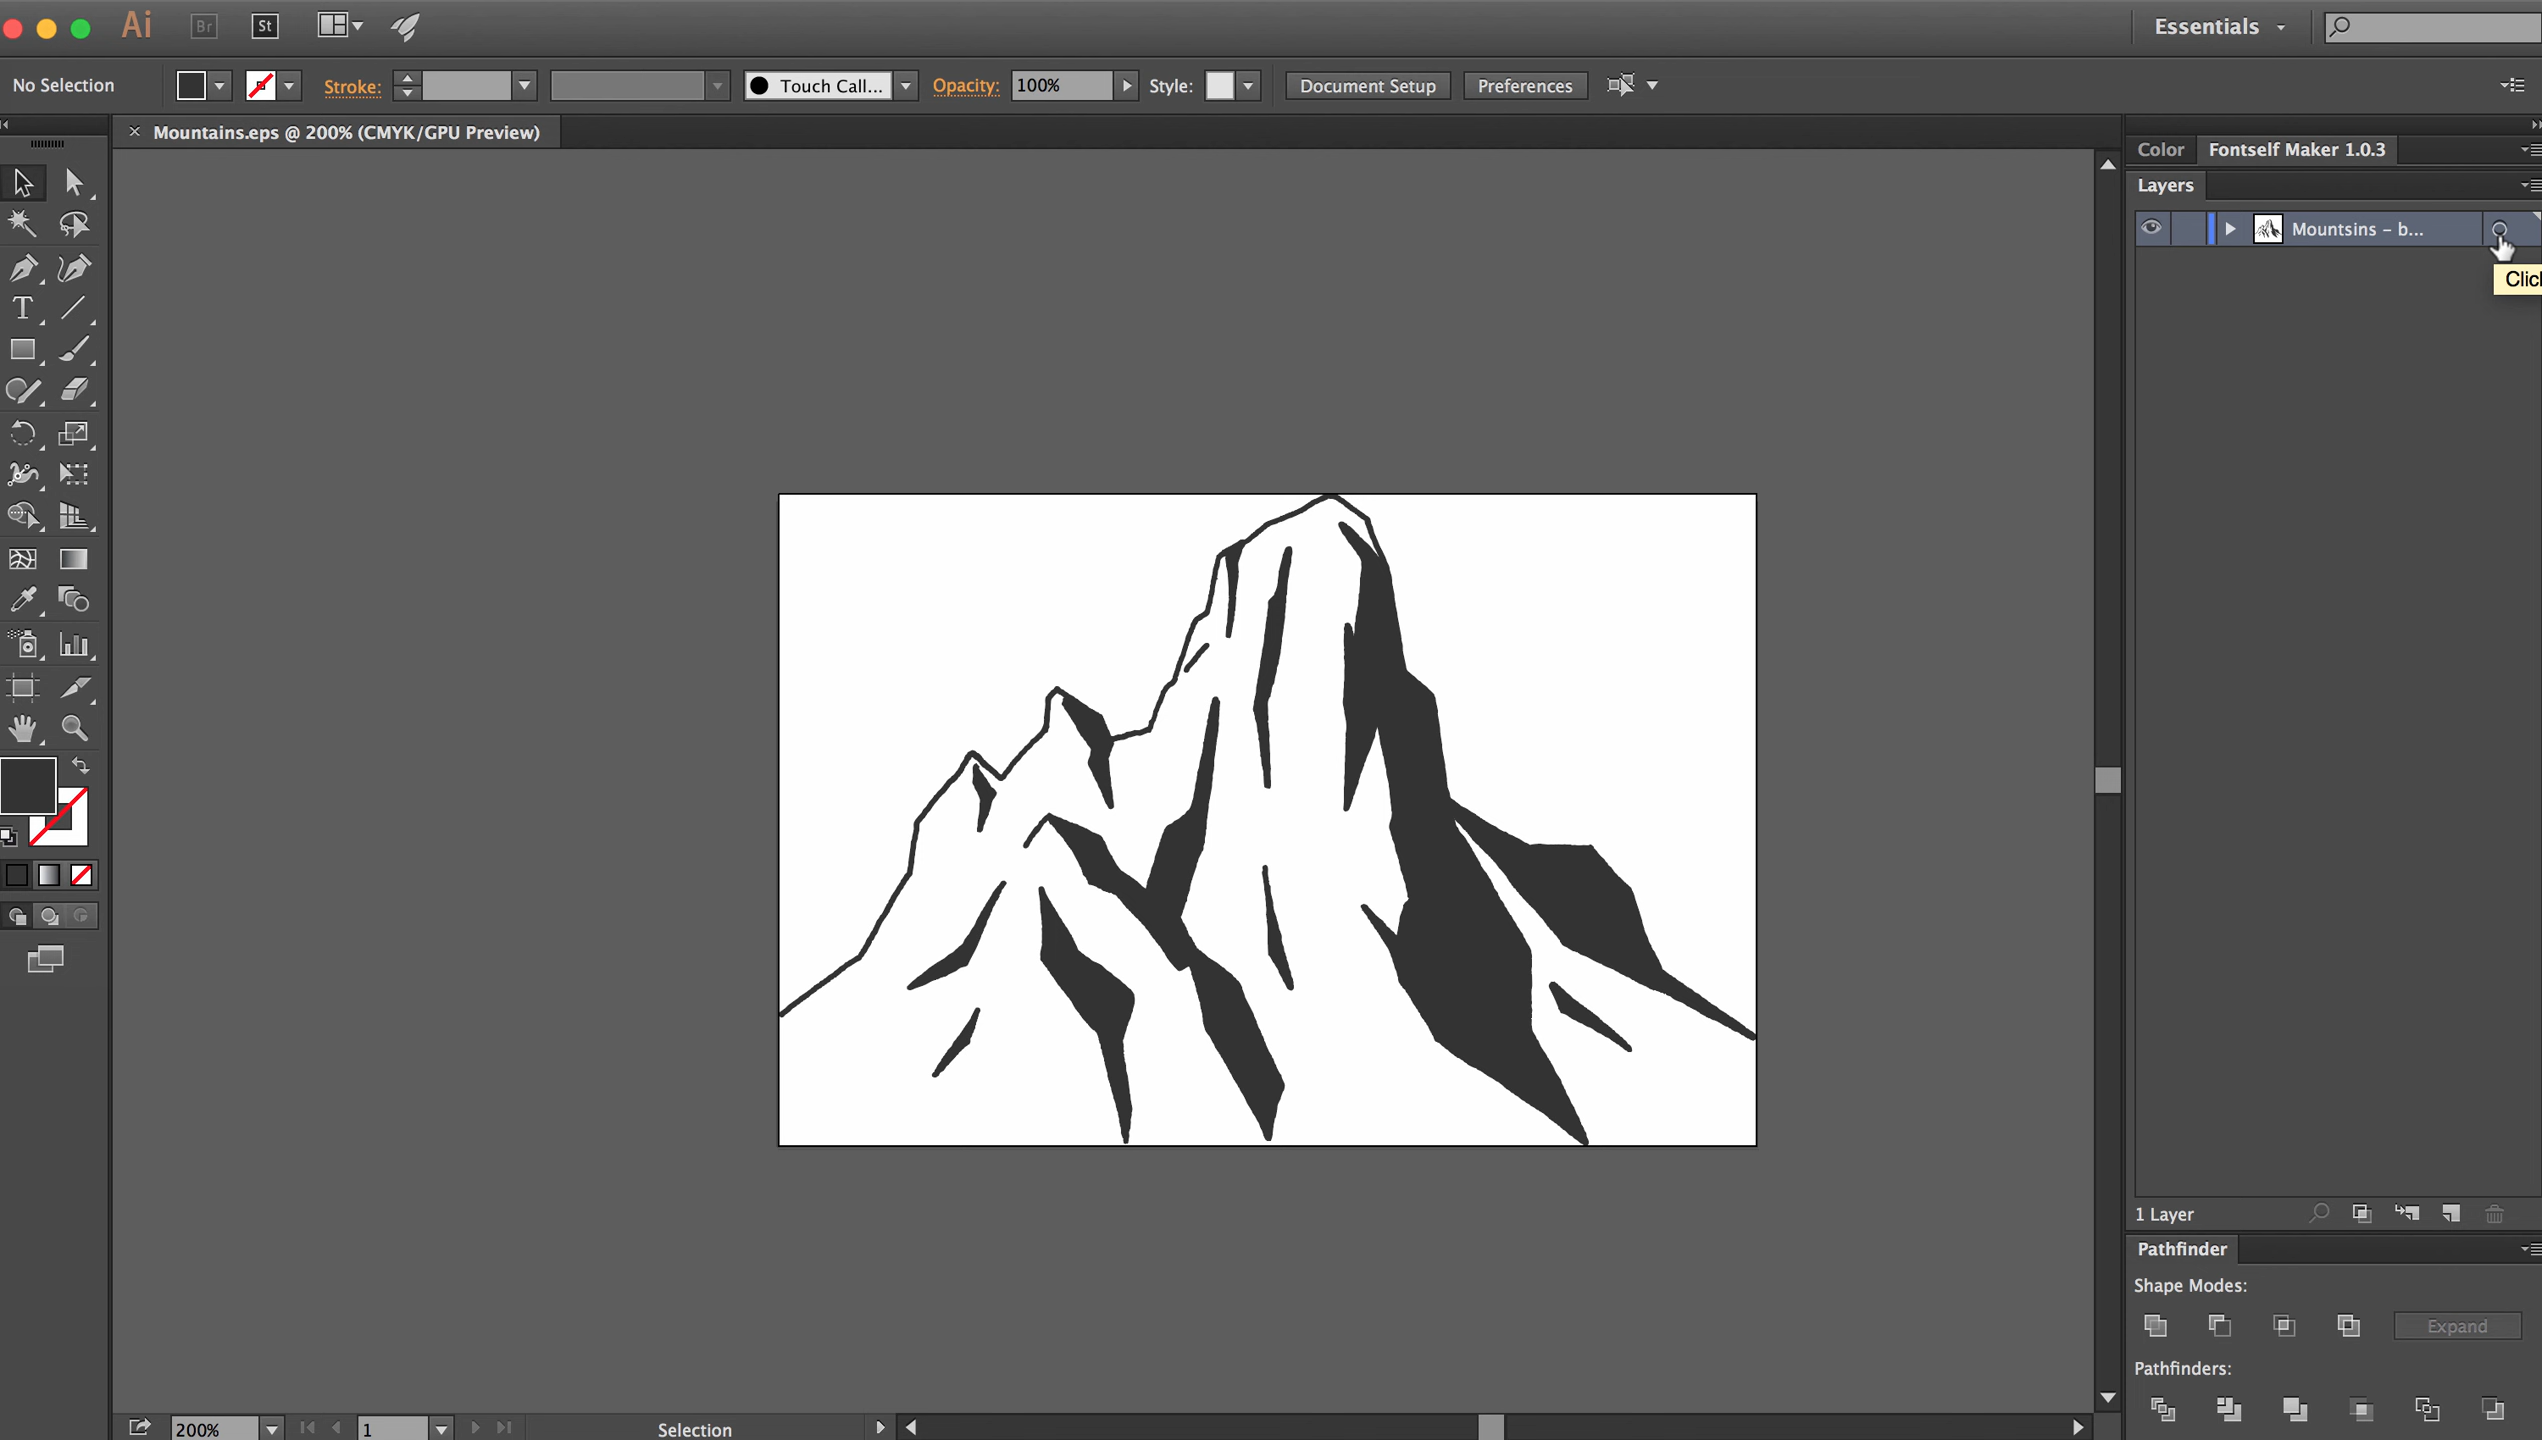 Ai Br St Essentials
No Selection Stroke: Touch Call... Opacity: 100% Style: Document Setup Preferences
× Mountains.eps @ 200% (CMYK/GPU Preview)
Color Fontself Maker 1.0.3
Layers
Mountsins – b...
Clic
1 Layer
Pathfinder
Shape Modes:
Expand
Pathfinders:
200% 1 Selection